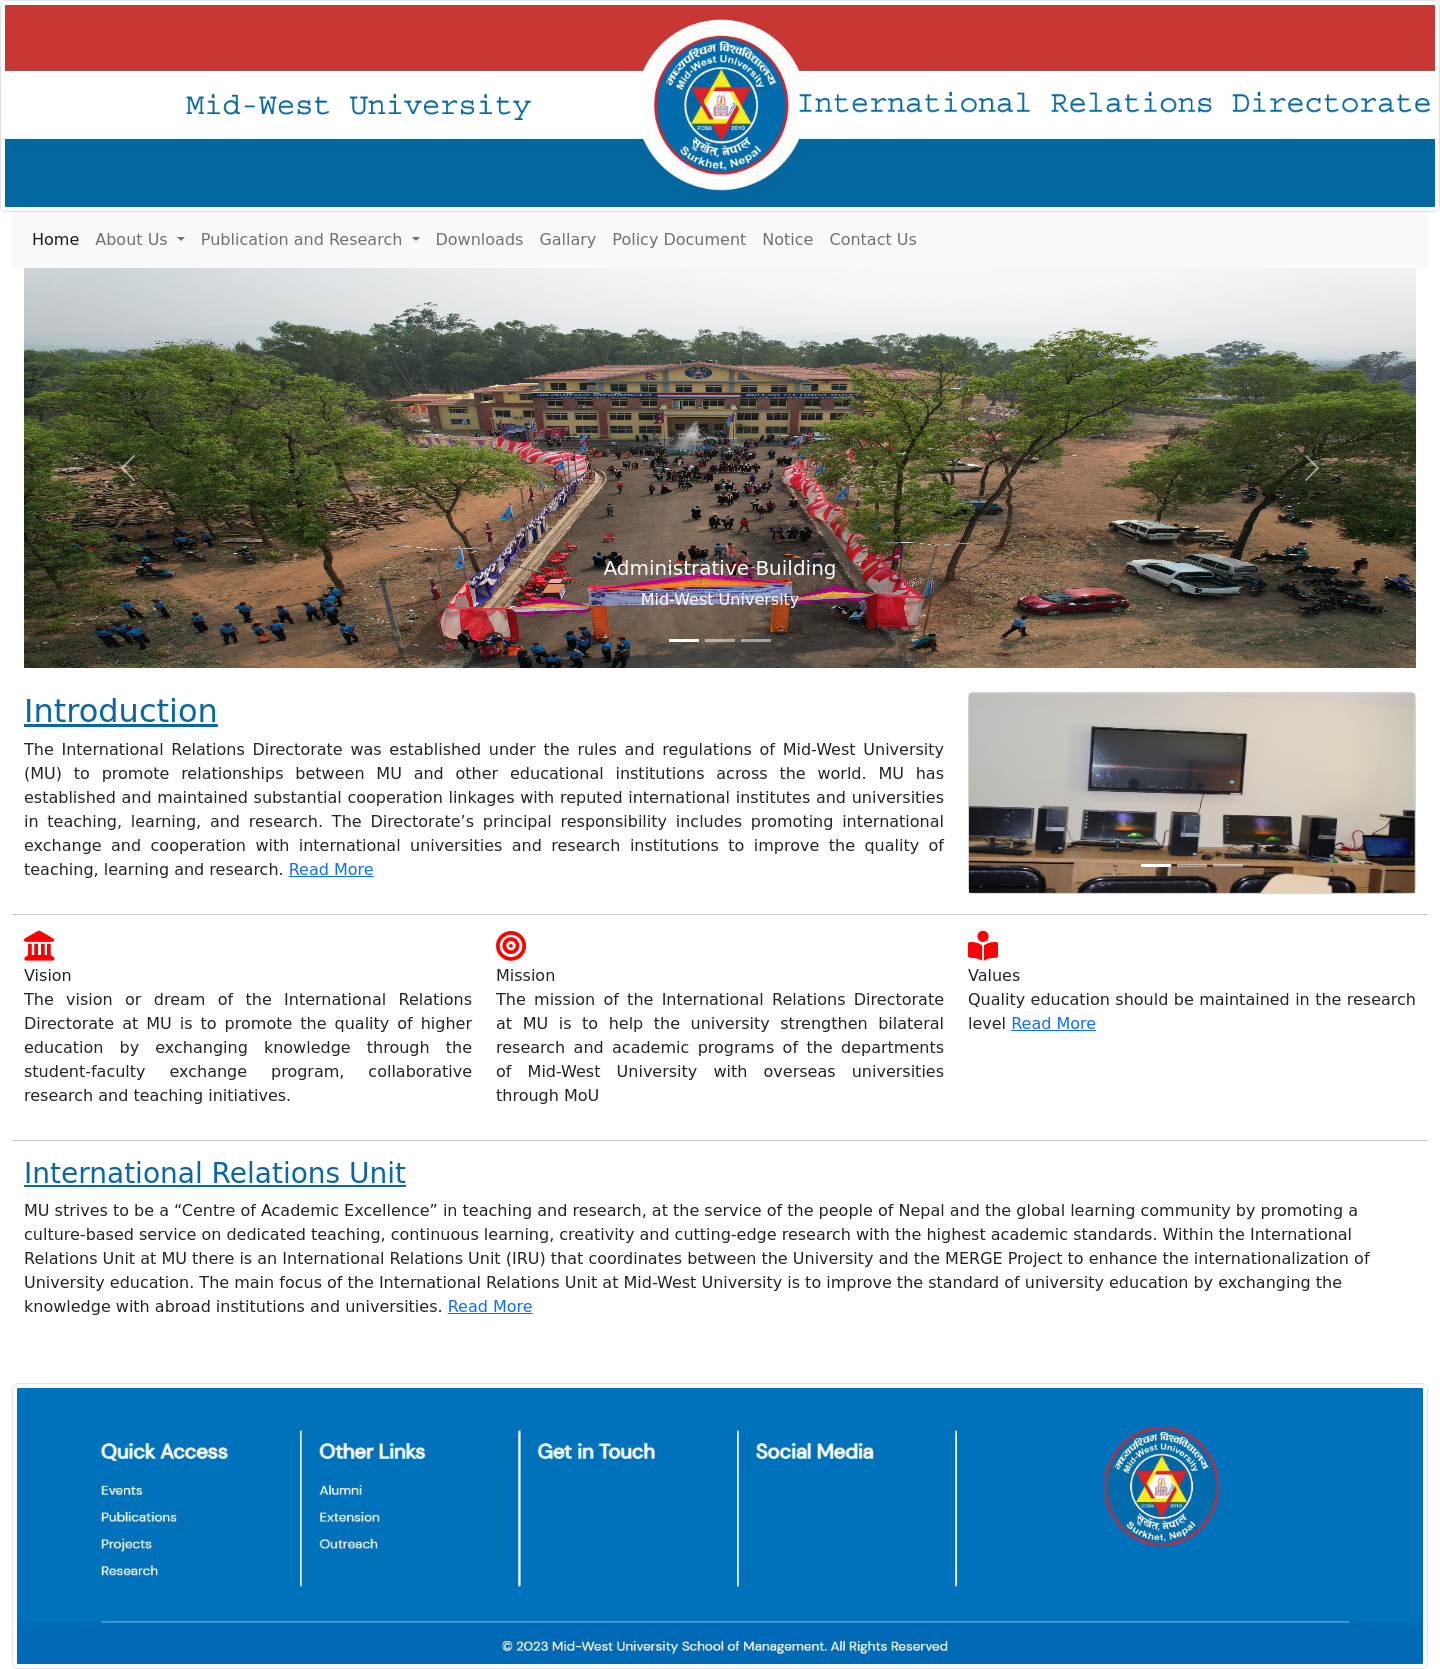 मध्यपश्चिम विश्वविद्यालय
Mid-West University
२०६७ 2010
सुर्खेत, नेपाल
Surkhet, Nepal
Mid-West University
International Relations Directorate
Home About Us Publication and Research Downloads Gallary Policy Document Notice Contact Us
Administrative Building
Mid-West University
Introduction
The International Relations Directorate was established under the rules and regulations of Mid-West University
(MU) to promote relationships between MU and other educational institutions across the world. MU has
established and maintained substantial cooperation linkages with reputed international institutes and universities
in teaching, learning, and research. The Directorate’s principal responsibility includes promoting international
exchange and cooperation with international universities and research institutions to improve the quality of
teaching, learning and research. Read More
Vision
The vision or dream of the International Relations
Directorate at MU is to promote the quality of higher
education by exchanging knowledge through the
student-faculty exchange program, collaborative
research and teaching initiatives.
Mission
The mission of the International Relations Directorate
at MU is to help the university strengthen bilateral
research and academic programs of the departments
of Mid-West University with overseas universities
through MoU
Values
Quality education should be maintained in the research
level Read More
International Relations Unit
MU strives to be a “Centre of Academic Excellence” in teaching and research, at the service of the people of Nepal and the global learning community by promoting a
culture-based service on dedicated teaching, continuous learning, creativity and cutting-edge research with the highest academic standards. Within the International
Relations Unit at MU there is an International Relations Unit (IRU) that coordinates between the University and the MERGE Project to enhance the internationalization of
University education. The main focus of the International Relations Unit at Mid-West University is to improve the standard of university education by exchanging the
knowledge with abroad institutions and universities. Read More
Quick Access
Events
Publications
Projects
Research
Other Links
Alumni
Extension
Outreach
Get in Touch
Social Media
मध्यपश्चिम विश्वविद्यालय
Mid-West University
2010
सुर्खेत, नेपाल
Surkhet, Nepal
© 2023 Mid-West University School of Management. All Rights Reserved